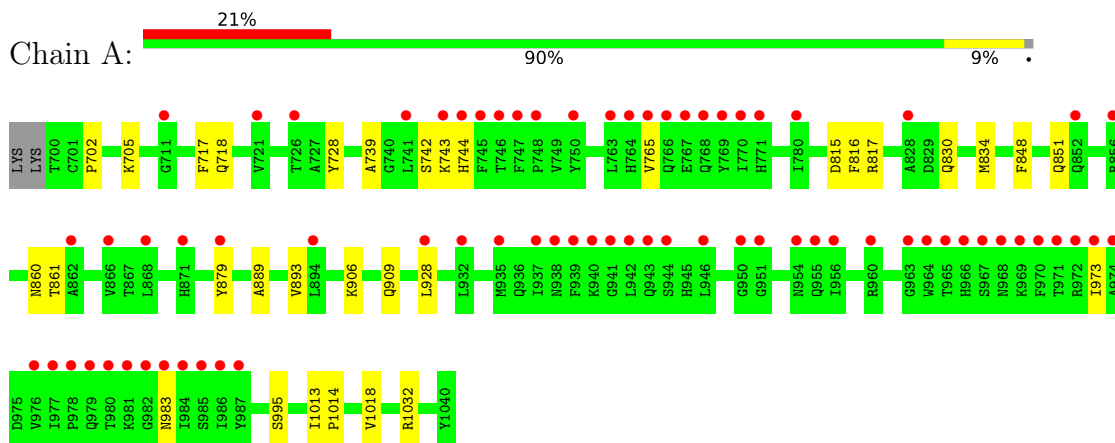 21%
Chain A:
90% 9% •
LYS LYS T700 C701 P702 K705 G711 F717 Q718 V721 T726 A727 Y728 A739 G740 L741 S742 K743 H744 F745 T746 F747 P748 V749 Y750 L763 H764 V765 Q766 E767 Q768 Y769 I770 H771 I780 D815 F816 R817 A828 D829 Q830 M834 F848 Q851 Q852 R856
N860 T861 A862 V866 T867 L868 H871 Y879 A889 V893 L894 K906 Q909 L928 L932 M935 Q936 I937 N938 F939 K940 G941 L942 Q943 S944 H945 L946 G950 G951 N954 Q955 I956 R960 G963 W964 T965 H966 S967 N968 K969 F970 T971 R972 I973 A974
D975 V976 I977 P978 Q979 T980 K981 G982 N983 I984 S985 I986 Y987 S995 I1013 P1014 V1018 R1032 Y1040